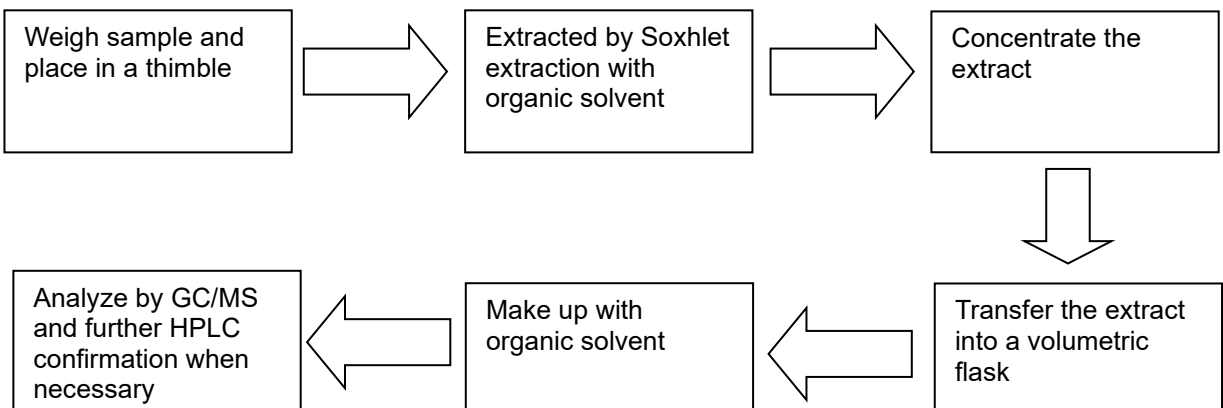 Weigh sample and
place in a thimble
Extracted by Soxhlet
extraction with
organic solvent
Concentrate the
extract
Transfer the extract
into a volumetric
flask
Make up with
organic solvent
Analyze by GC/MS
and further HPLC
confirmation when
necessary